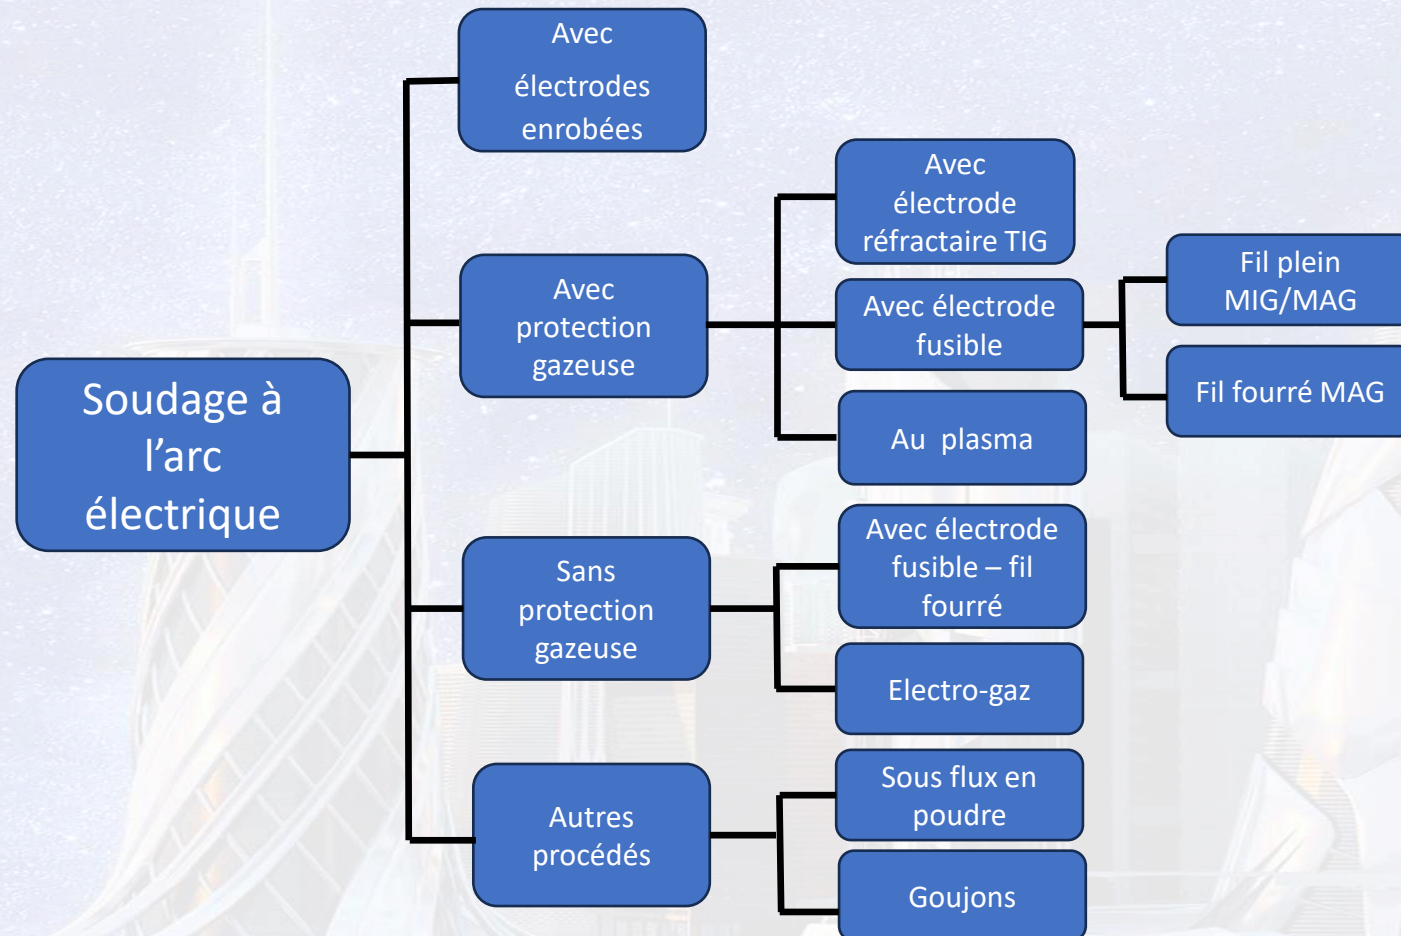 Avec
électrodes
enrobées
Avec
électrode
réfractaire TIG
Fil plein
MIG/MAG
Avec
protection
gazeuse
Avec électrode
fusible
Fil fourré MAG
Soudage à
l’arc
électrique
Au  plasma
Avec électrode
fusible – fil
fourré
Sans
protection
gazeuse
Electro-gaz
Sous flux en
poudre
Autres
procédés
Goujons